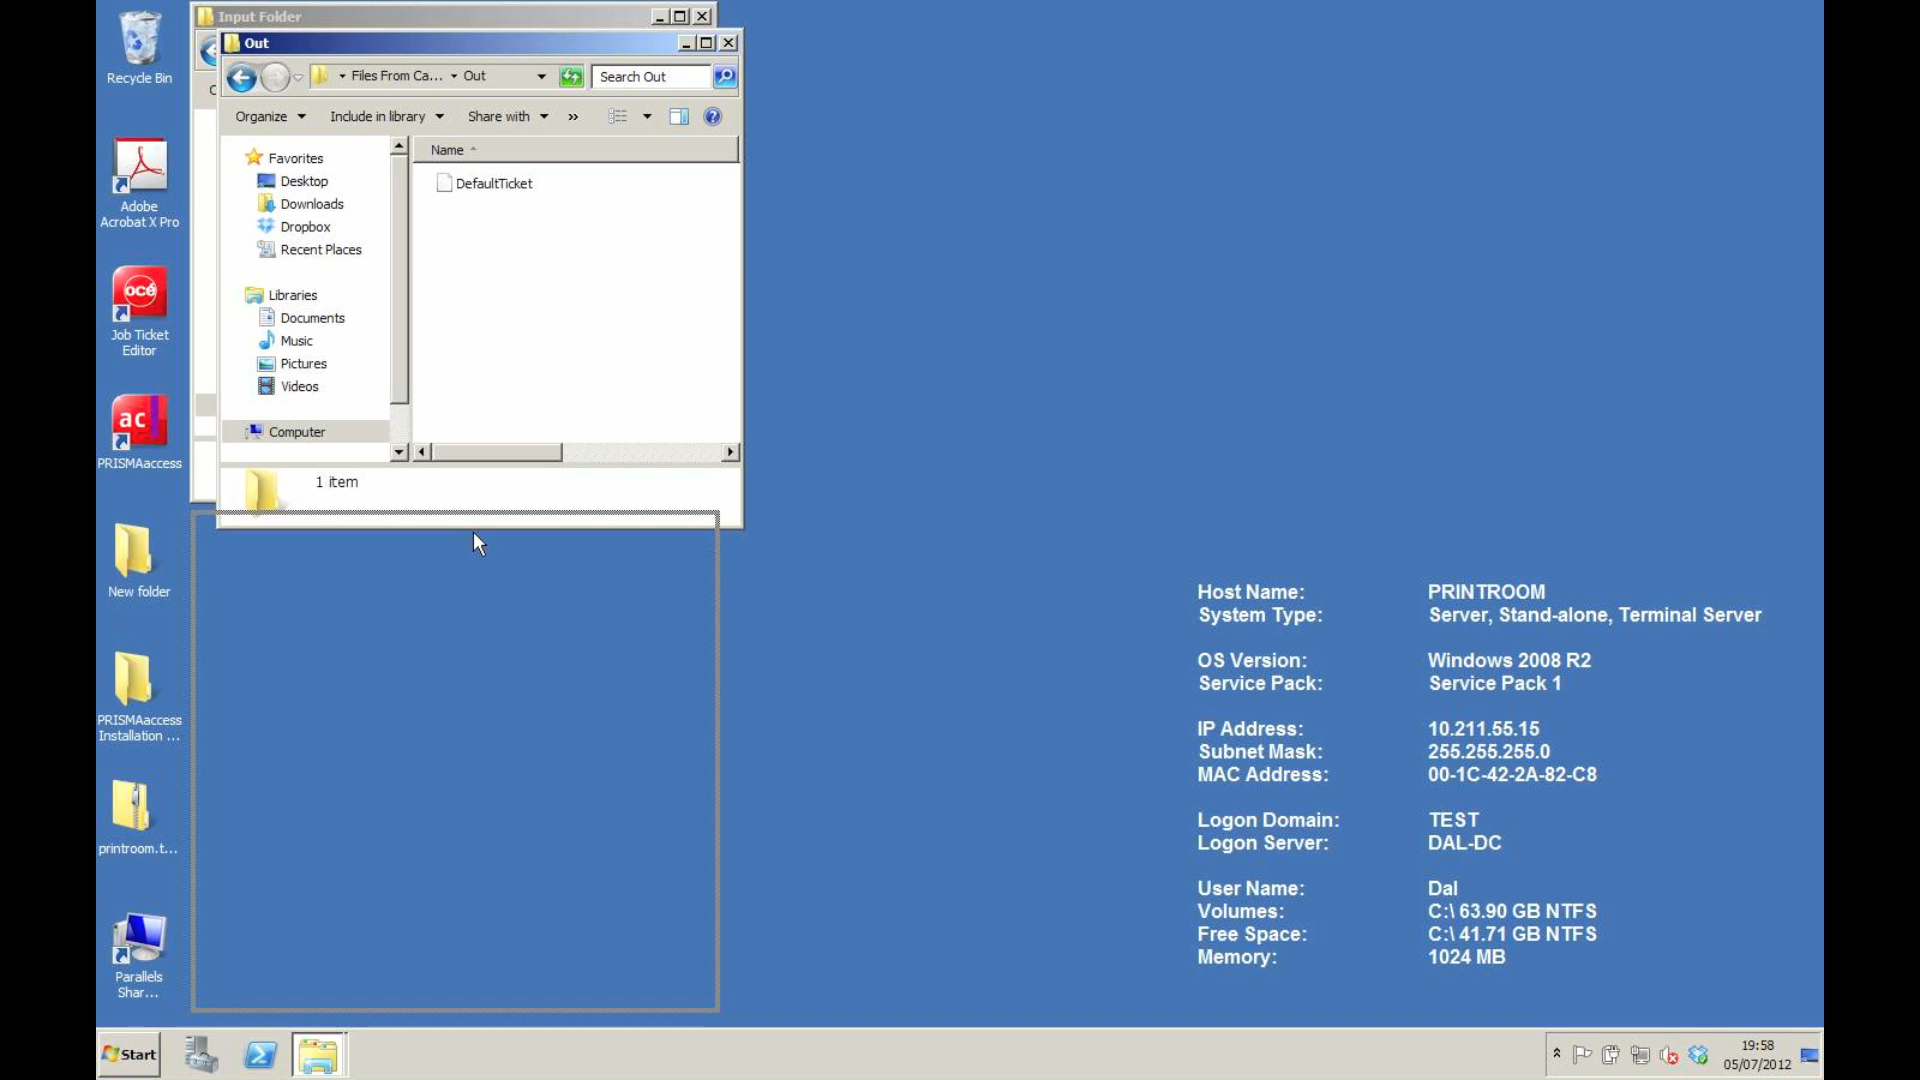 Recycle Bin
Adobe
Acrobat X Pro
océ
Job Ticket
Editor
ac
PRISMAaccess
New folder
PRISMAaccess
Installation ...
printroom.t...
Parallels
Shar...
Input Folder
Out
Files From Ca... Out
Search Out
Organize Include in library Share with »
Favorites
Desktop
Downloads
Dropbox
Recent Places
Libraries
Documents
Music
Pictures
Videos
Computer
Name
DefaultTicket
1 item
Host Name: PRINTROOM
System Type: Server, Stand-alone, Terminal Server
OS Version: Windows 2008 R2
Service Pack: Service Pack 1
IP Address: 10.211.55.15
Subnet Mask: 255.255.255.0
MAC Address: 00-1C-42-2A-82-C8
Logon Domain: TEST
Logon Server: DAL-DC
User Name: Dal
Volumes: C:\ 63.90 GB NTFS
Free Space: C:\ 41.71 GB NTFS
Memory: 1024 MB
Start
19:58
05/07/2012